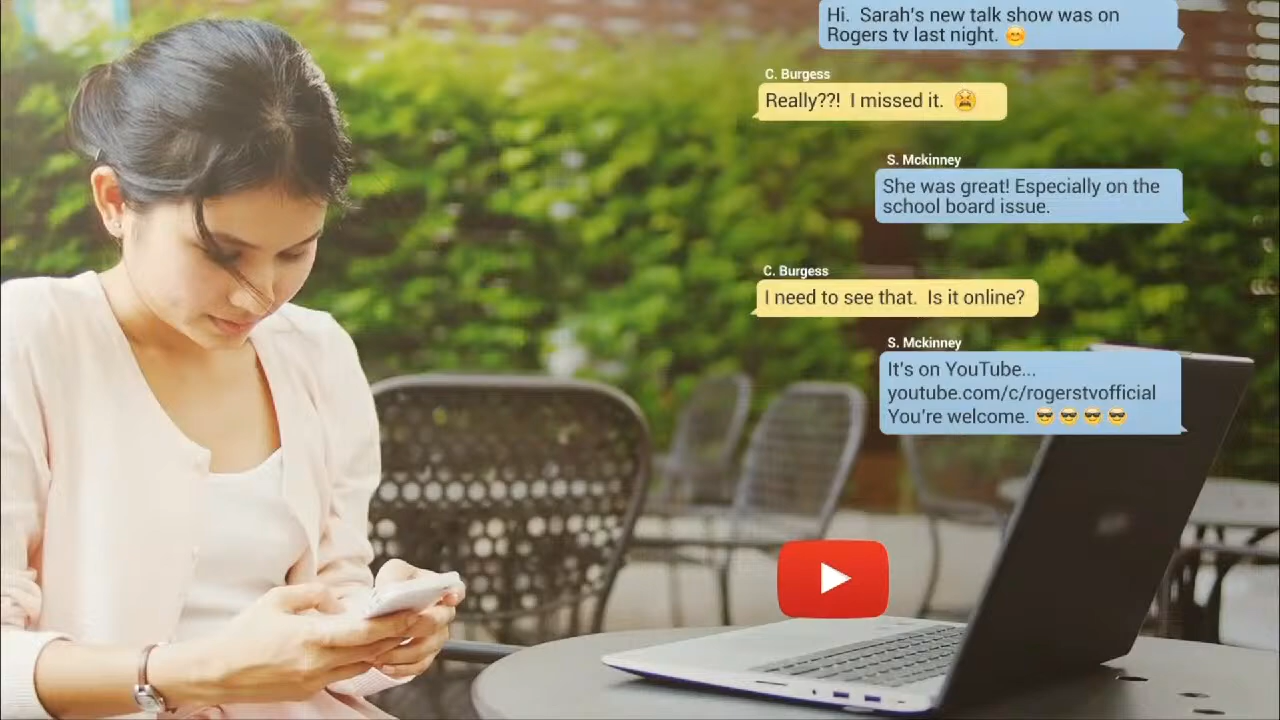 Hi.  Sarah's new talk show was on
Rogers tv last night. 😊
C. Burgess
Really??!  I missed it. 😫
S. Mckinney
She was great! Especially on the
school board issue.
C. Burgess
I need to see that.  Is it online?
S. Mckinney
It's on YouTube...
youtube.com/c/rogerstvofficial
You're welcome. 😎 😎 😎 😎